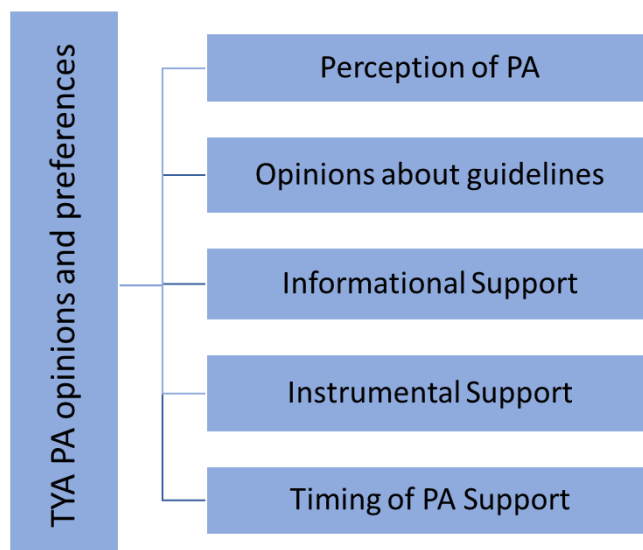 TYA PA opinions and preferences
Perception of PA
Opinions about guidelines
Informational Support
Instrumental Support
Timing of PA Support